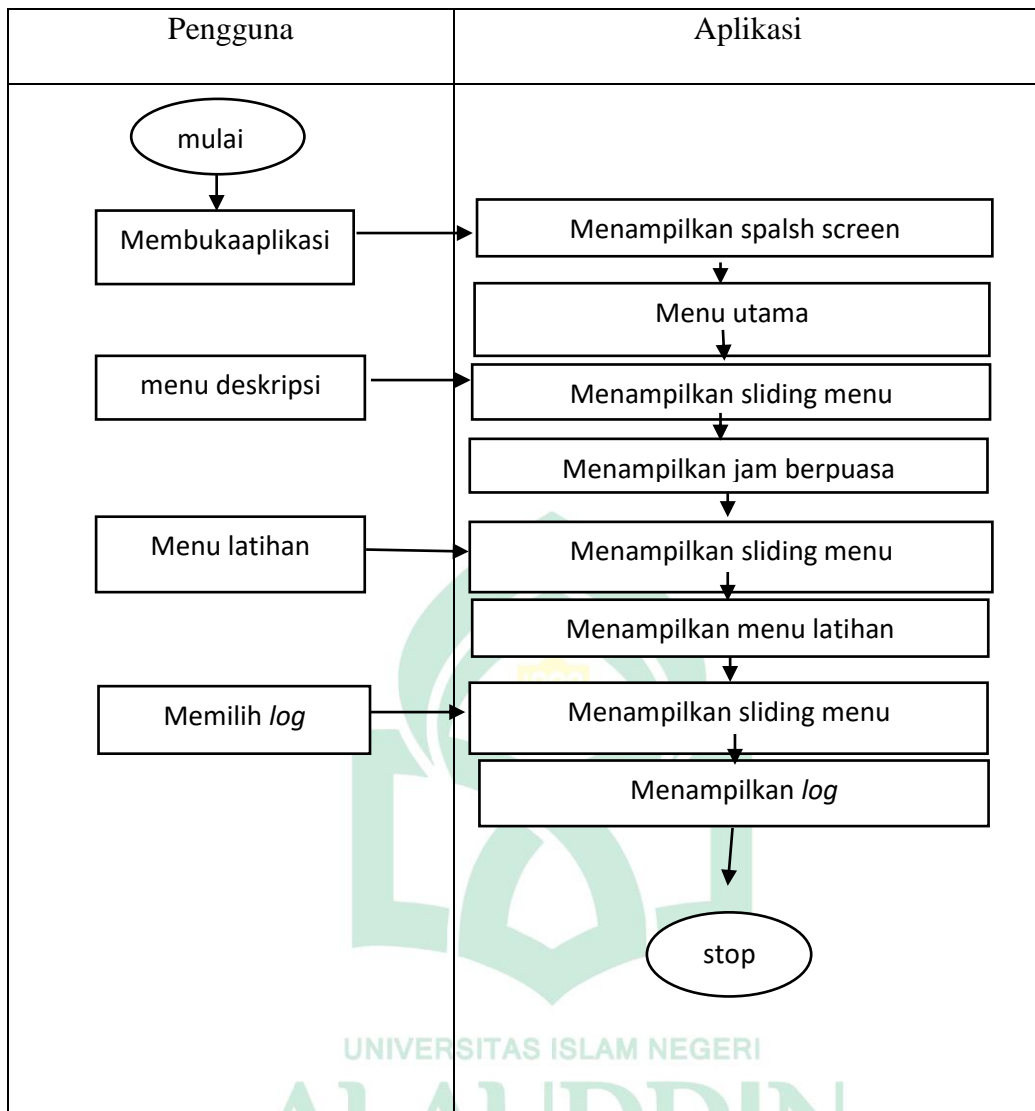 Pengguna
Aplikasi
mulai
Membukaaplikasi
Menampilkan spalsh screen
Menu utama
menu deskripsi
Menampilkan sliding menu
Menampilkan jam berpuasa
Menu latihan
Menampilkan sliding menu
Menampilkan menu latihan
Memilih log
Menampilkan sliding menu
Menampilkan log
stop
UNIVERSITAS ISLAM NEGERI
ALAUDDIN